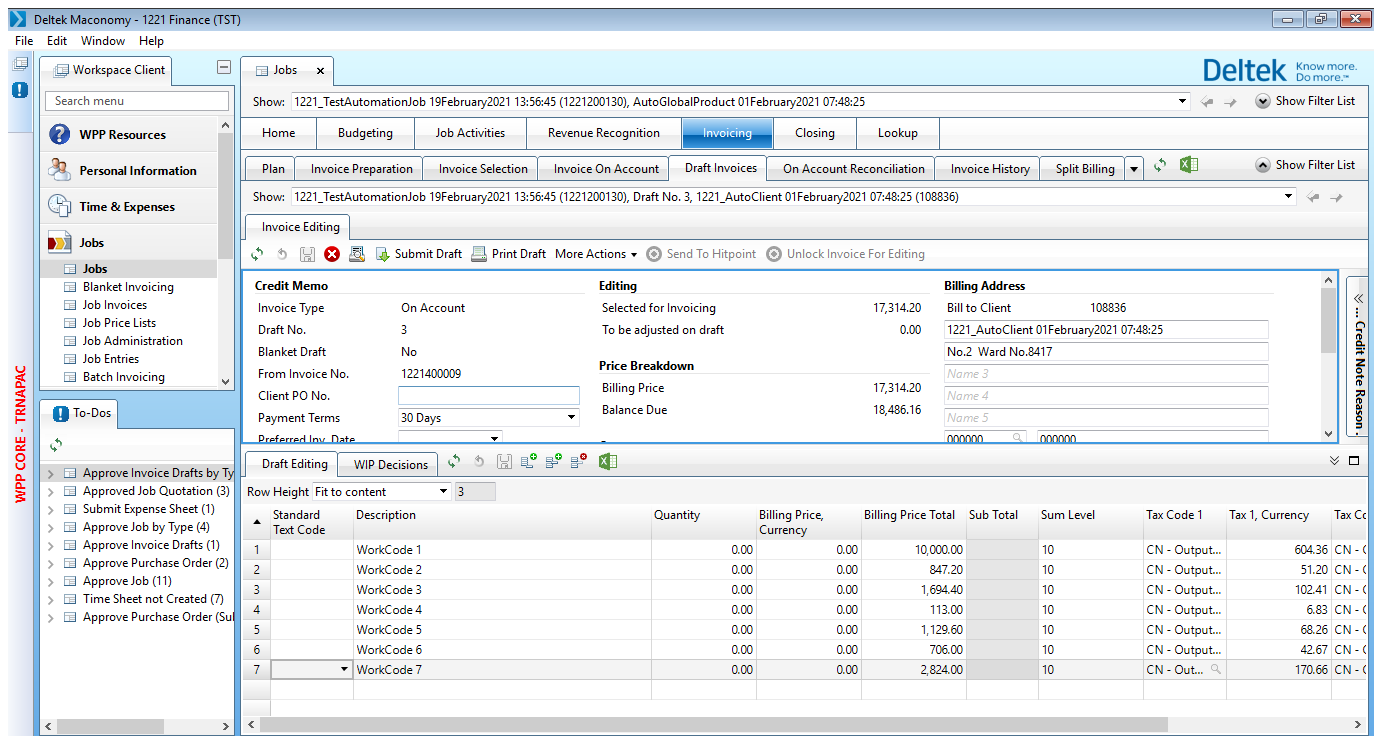 Deltek Maconomy - 1221 Finance (TST)
File Edit Window Help
WPP CORE - TRNAPAC
Workspace Client
Search menu
WPP Resources
Personal Information
Time & Expenses
Jobs
Jobs
Blanket Invoicing
Job Invoices
Job Price Lists
Job Administration
Job Entries
Batch Invoicing
To-Dos
Approve Invoice Drafts by Ty
Approved Job Quotation (3)
Submit Expense Sheet (1)
Approve Job by Type (4)
Approve Invoice Drafts (1)
Approve Purchase Order (2)
Approve Job (11)
Time Sheet not Created (7)
Approve Purchase Order (Sul
Jobs
Deltek Know more. Do more.™
Show: 1221_TestAutomationJob 19February2021 13:56:45 (1221200130), AutoGlobalProduct 01February2021 07:48:25 Show Filter List
Home Budgeting Job Activities Revenue Recognition Invoicing Closing Lookup
Plan Invoice Preparation Invoice Selection Invoice On Account Draft Invoices On Account Reconciliation Invoice History Split Billing Show Filter List
Show: 1221_TestAutomationJob 19February2021 13:56:45 (1221200130), Draft No. 3, 1221_AutoClient 01February2021 07:48:25 (108836)
Invoice Editing
Submit Draft Print Draft More Actions Send To Hitpoint Unlock Invoice For Editing
Credit Memo
Invoice Type On Account
Draft No. 3
Blanket Draft No
From Invoice No. 1221400009
Client PO No.
Payment Terms 30 Days
Preferred Inv. Date
Editing
Selected for Invoicing 17,314.20
To be adjusted on draft 0.00
Price Breakdown
Billing Price 17,314.20
Balance Due 18,486.16
Billing Address
Bill to Client 108836
1221_AutoClient 01February2021 07:48:25
No.2 Ward No.8417
Name 3
Name 4
Name 5
000000 000000
... Credit Note Reason .
Draft Editing WIP Decisions
Row Height Fit to content 3
Standard Text Code Description Quantity Billing Price, Currency Billing Price Total Sub Total Sum Level Tax Code 1 Tax 1, Currency Tax Co
1 WorkCode 1 0.00 0.00 10,000.00 10 CN - Output... 604.36 CN - (
2 WorkCode 2 0.00 0.00 847.20 10 CN - Output... 51.20 CN - (
3 WorkCode 3 0.00 0.00 1,694.40 10 CN - Output... 102.41 CN - (
4 WorkCode 4 0.00 0.00 113.00 10 CN - Output... 6.83 CN - (
5 WorkCode 5 0.00 0.00 1,129.60 10 CN - Output... 68.26 CN - (
6 WorkCode 6 0.00 0.00 706.00 10 CN - Output... 42.67 CN - (
7 WorkCode 7 0.00 0.00 2,824.00 10 CN - Out... 170.66 CN - (